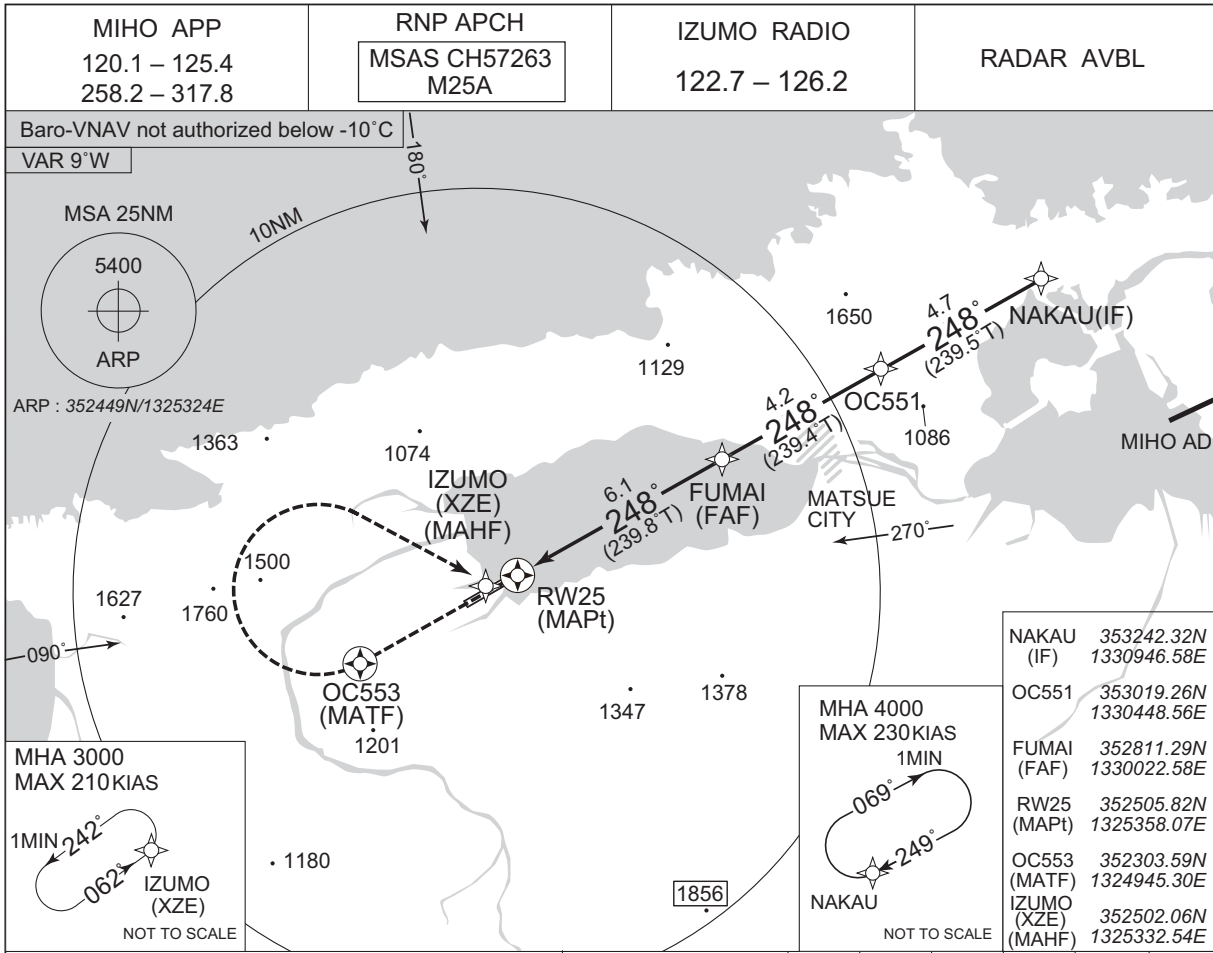 MIHO APP
120.1 – 125.4
258.2 – 317.8
RNP APCH
MSAS CH57263
M25A
IZUMO RADIO
122.7 – 126.2
RADAR AVBL
Baro-VNAV not authorized below -10°C
VAR 9°W
180°
MSA 25NM
5400
ARP
ARP : 352449N/1325324E
10NM
NAKAU(IF)
4.7
248°
(239.5°T)
1650
1129
OC551
1086
4.2
248°
(239.4°T)
MIHO AD
1363
1074
IZUMO
(XZE)
(MAHF)
FUMAI
(FAF)
6.1
248°
(239.8°T)
MATSUE
CITY
270°
1500
1760
1627
RW25
(MAPt)
090°
OC553
(MATF)
1201
1347
1378
1180
1856
MHA 3000
MAX 210KIAS
1MIN
242°
062°
IZUMO
(XZE)
NOT TO SCALE
MHA 4000
MAX 230KIAS
1MIN
069°
249°
NAKAU
NOT TO SCALE
NAKAU 353242.32N
(IF) 1330946.58E
OC551 353019.26N
1330448.56E
FUMAI 352811.29N
(FAF) 1330022.58E
RW25 352505.82N
(MAPt) 1325358.07E
OC553 352303.59N
(MATF) 1324945.30E
IZUMO
(XZE) 352502.06N
(MAHF) 1325332.54E